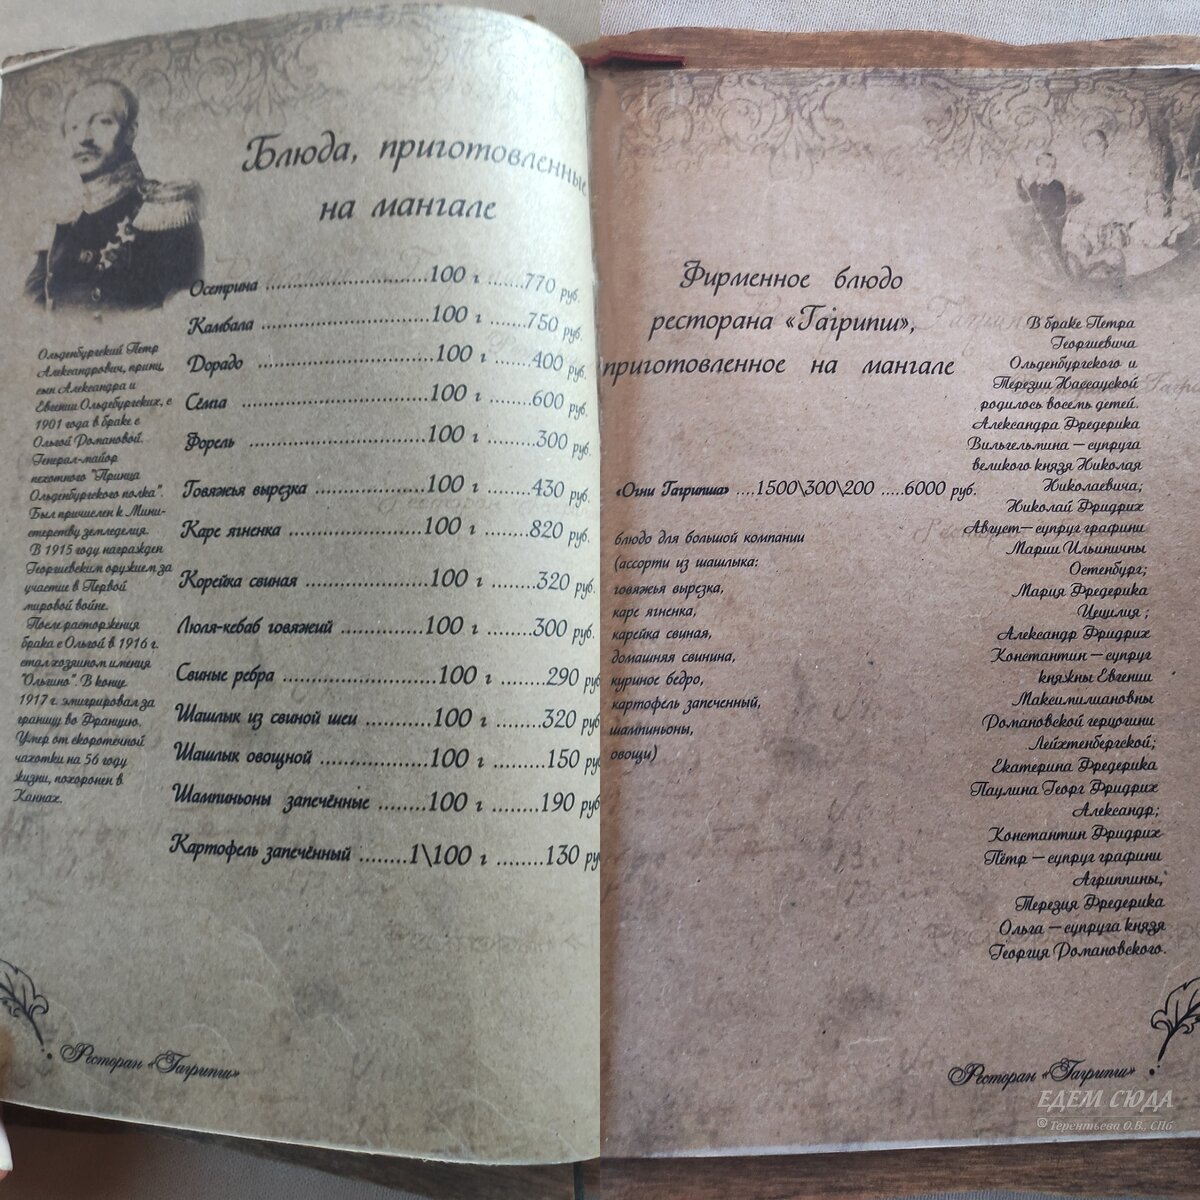 Блюда, приготовленные
на мангале
Осетрина ........................100 г .......770 руб.
Камбала .........................100 г .......750 руб.
Дорадо ...........................100 г .......400 руб.
Сёмга ............................100 г .......600 руб.
Форель ..........................100 г ........300 руб.
Говяжья вырезка ................100 г ........430 руб.
Каре ягненка ....................100 г ........820 руб.
Корейка свиная ..................100 г ........320 руб.
Люля-кебаб говяжий ............100 г ........300 руб.
Свиные ребра ......................100 г ........290 руб
Шашлык из свиной шеи ...........100 г ........320 руб
Шашлык овощной .................100 г .........150 руб
Шампиньоны запечённые ........100 г .........190 руб
Картофель запечённый ........1\100 г ........130 руб
Ольденбургский Петр
Александрович, принц,
сын Александра и
Евгении Ольдебургских, с
1901 года в браке с
Ольгой Романовой.
Генерал-майор
пехотного "Принца
Ольденбургского полка".
Был причислен к Мини-
стерству земледелия.
В 1915 году награжден
Георгиевским оружием за
участие в Первой
мировой войне.
После расторжения
брака с Ольгой в 1916 г.
стал хозяином имения
"Ольгино". В конце
1917 г. эмигрировал за
границу во Францию.
Умер от скоротечной
чахотки на 56 году
жизни, похоронен в
Каннах.
Ресторан «Гагрипш»
Фирменное блюдо
ресторана «Гагрипш»,
приготовленное на мангале
«Огни Гагрипша» ....1500\300\200 .....6000 руб.
блюдо для большой компании
(ассорти из шашлыка:
говяжья вырезка,
каре ягненка,
карейка свиная,
домашняя свинина,
куриное бедро,
картофель запеченный,
шампиньоны,
овощи)
В браке Петра
Георгиевича
Ольденбургского и
Терезии Нассауской
родилось восемь детей.
Александра Фредерика
Вильгельмина – супруга
великого князя Николая
Николаевича;
Николай Фридрих
Август– супруг графини
Марии Ильиничны
Остенбург;
Мария Фредерика
Цецилия ;
Александр Фридрих
Константин – супруг
княжны Евгении
Максимилиановны
Романовской герцогини
Лейхтенбергской;
Екатерина Фредерика
Паулина Георг Фридрих
Александр;
Константин Фридрих
Пётр – супруг графини
Агриппины;
Терезия Фредерика
Ольга – супруга князя
Георгия Романовского.
Ресторан «Гагрипш»
ЕДЕМ СЮДА
© Терентьева О.В., СПб